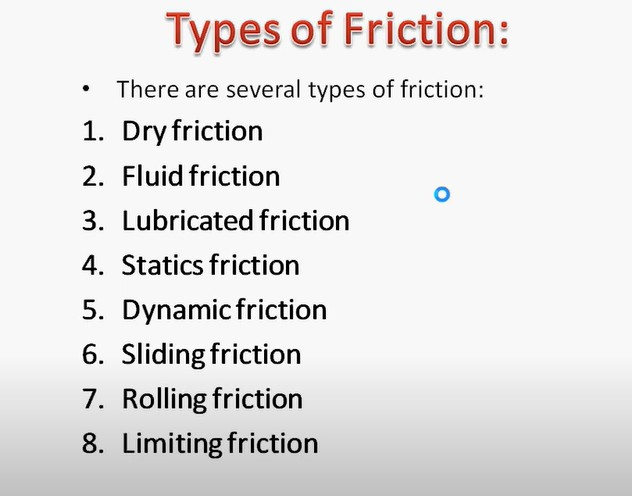 Types of Friction:
• There are several types of friction:
1. Dry friction
2. Fluid friction
3. Lubricated friction
4. Statics friction
5. Dynamic friction
6. Sliding friction
7. Rolling friction
8. Limiting friction